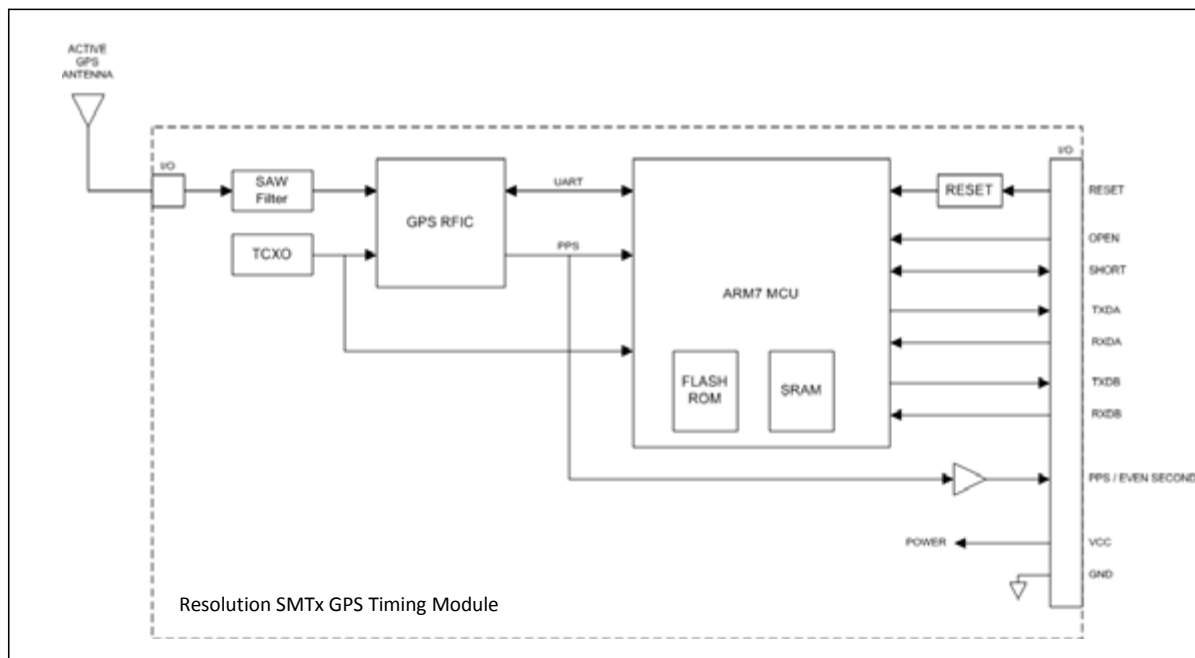 ACTIVE
GPS
ANTENNA
I/O
SAW
Filter
TCXO
GPS RFIC
UART
PPS
ARM7 MCU
FLASH
ROM
SRAM
RESET
I/O
RESET
OPEN
SHORT
TXDA
RXDA
TXDB
RXDB
PPS / EVEN SECOND
POWER
VCC
GND
Resolution SMTx GPS Timing Module